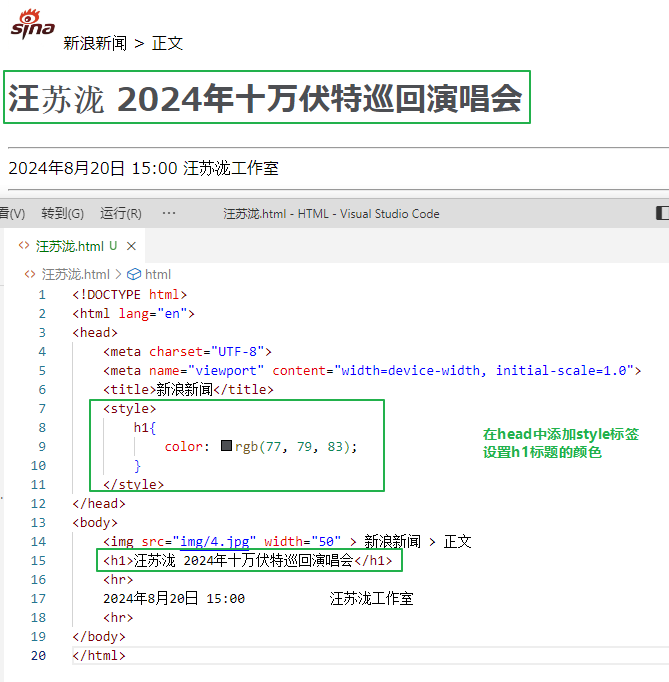 sina
新浪新闻 > 正文
汪苏泷 2024年十万伏特巡回演唱会
2024年8月20日 15:00 汪苏泷工作室
看(V) 转到(G) 运行(R) ··· 汪苏泷.html - HTML - Visual Studio Code
<> 汪苏泷.html U ×
<> 汪苏泷.html > html
1 <!DOCTYPE html>
2 <html lang="en">
3 <head>
4 <meta charset="UTF-8">
5 <meta name="viewport" content="width=device-width, initial-scale=1.0">
6 <title>新浪新闻</title>
7 <style>
8 h1{
9 color: rgb(77, 79, 83);
10 }
11 </style>
在head中添加style标签
设置h1标题的颜色
12 </head>
13 <body>
14 <img src="img/4.jpg" width="50" > 新浪新闻 > 正文
15 <h1>汪苏泷 2024年十万伏特巡回演唱会</h1>
16 <hr>
17 2024年8月20日 15:00 汪苏泷工作室
18 <hr>
19 </body>
20 </html>